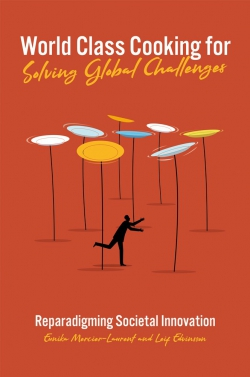 World Class Cooking for
Solving Global Challenges
Reparadigming Societal Innovation
Eunika Mercier-Laurent and Leif Edvinsson